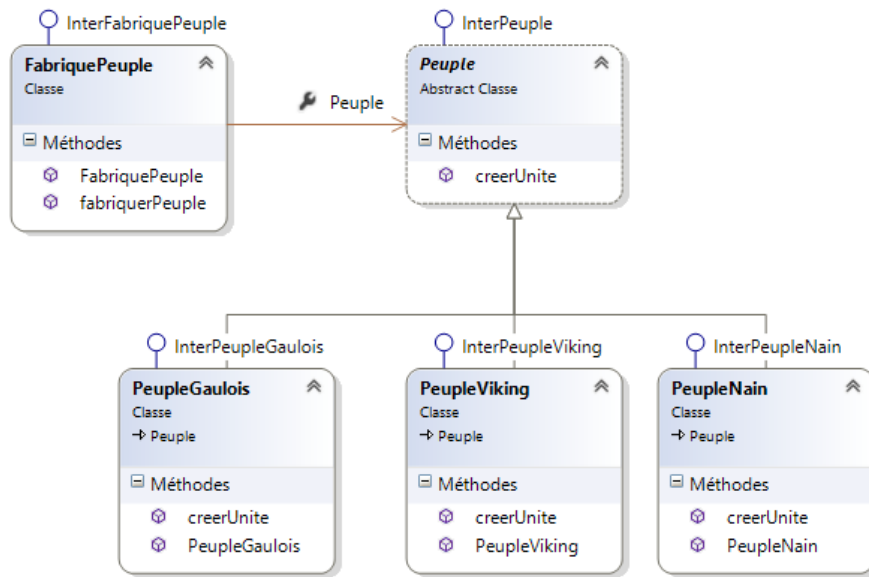 InterFabriquePeuple
FabriquePeuple
Classe
Méthodes
FabriquePeuple
fabriquerPeuple
Peuple
InterPeuple
Peuple
Abstract Classe
Méthodes
creerUnite
InterPeupleGaulois
PeupleGaulois
Classe
Peuple
Méthodes
creerUnite
PeupleGaulois
InterPeupleViking
PeupleViking
Classe
Peuple
Méthodes
creerUnite
PeupleViking
InterPeupleNain
PeupleNain
Classe
Peuple
Méthodes
creerUnite
PeupleNain